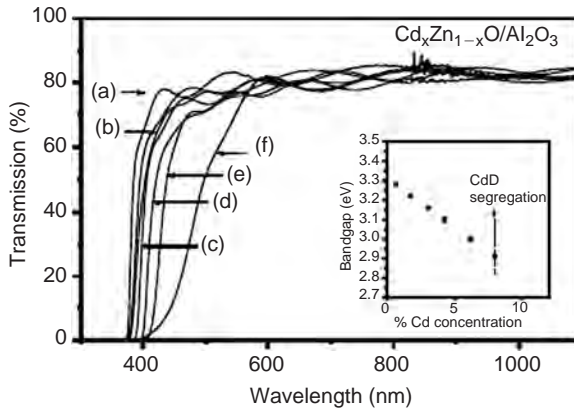 CdxZn1−xO/Al2O3
100
80
60
40
20
0
Transmission (%)
(a)
(b)
(f)
(e)
(d)
(c)
3.5
3.4
3.3
3.2
3.1
3.0
2.9
2.8
2.7
Bandgap (eV)
CdD
segregation
0
5
10
% Cd concentration
400
600
800
1000
Wavelength (nm)